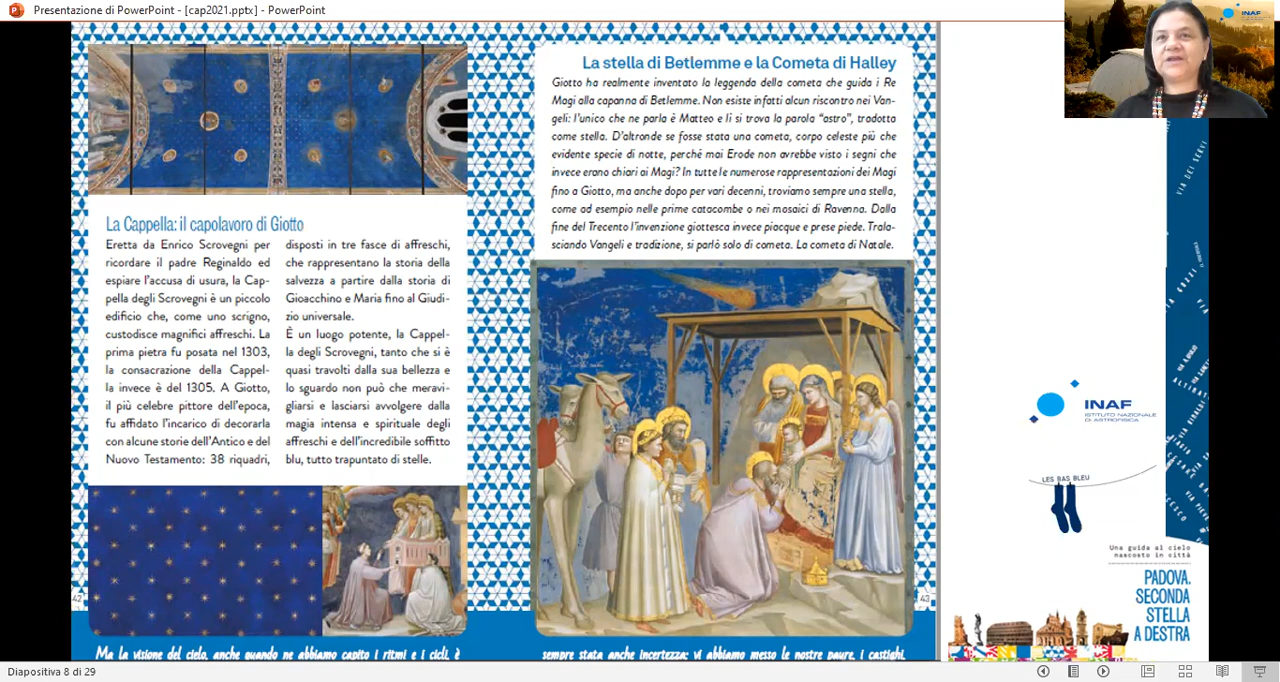 Presentazione di PowerPoint - [cap2021.pptx] - PowerPoint
INAF
La Cappella: il capolavoro di Giotto
Eretta da Enrico Scrovegni per
ricordare il padre Reginaldo ed
espiare l'accusa di usura, la Cap-
pella degli Scrovegni è un piccolo
edificio che, come uno scrigno,
custodisce magnifici affreschi. La
prima pietra fu posata nel 1303,
la consacrazione della Cappel-
la invece è del 1305. A Giotto,
il più celebre pittore dell'epoca,
fu affidato l'incarico di decorarla
con alcune storie dell'Antico e del
Nuovo Testamento: 38 riquadri,
disposti in tre fasce di affreschi,
che rappresentano la storia della
salvezza a partire dalla storia di
Gioacchino e Maria fino al Giudi-
zio universale.
È un luogo potente, la Cappel-
la degli Scrovegni, tanto che si è
quasi travolti dalla sua bellezza e
lo sguardo non può che meravi-
gliarsi e lasciarsi avvolgere dalla
magia intensa e spirituale degli
affreschi e dell'incredibile soffitto
blu, tutto trapuntato di stelle.
42
Ma la visione del cielo, anche quando ne abbiamo capito i ritmi e i cicli, è
La stella di Betlemme e la Cometa di Halley
Giotto ha realmente inventato la leggenda della cometa che guida i Re
Magi alla capanna di Betlemme. Non esiste infatti alcun riscontro nei Van-
geli: l'unico che ne parla è Matteo e lì si trova la parola "astro", tradotta
come stella. D'altronde se fosse stata una cometa, corpo celeste più che
evidente specie di notte, perché mai Erode non avrebbe visto i segni che
invece erano chiari ai Magi? In tutte le numerose rappresentazioni dei Magi
fino a Giotto, ma anche dopo per vari decenni, troviamo sempre una stella,
come ad esempio nelle prime catacombe o nei mosaici di Ravenna. Dalla
fine del Trecento l'invenzione giottesca invece piacque e prese piede. Trala-
sciando Vangeli e tradizione, si parlò solo di cometa. La cometa di Natale.
43
sempre stata anche incertezza: vi abbiamo messo le nostre paure, i castighi,
VIA DEI SERVI
INAF
ISTITUTO NAZIONALE
DI ASTROFISICA
LES BAS BLEU
Una guida al cielo
nascosto in città
PADOVA.
SECONDA
STELLA
A DESTRA
Diapositiva 8 di 29